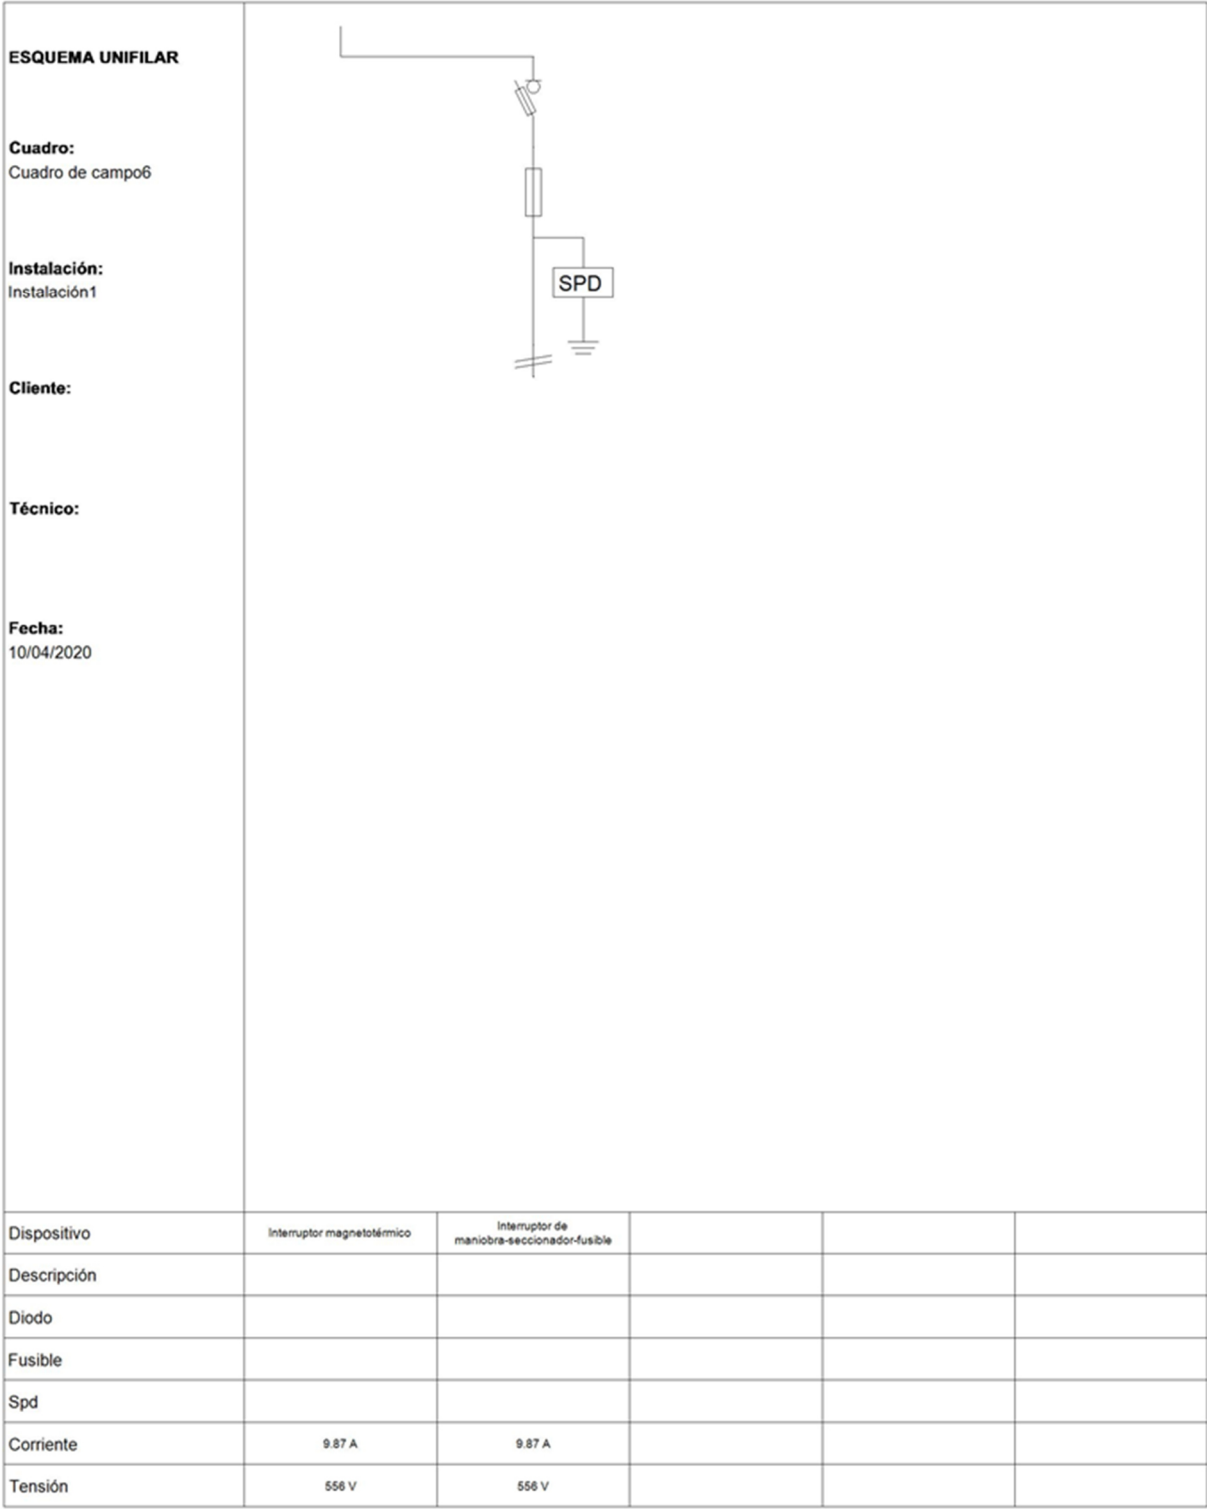 ESQUEMA UNIFILAR
Cuadro:
Cuadro de campo6
Instalación:
Instalación1
SPD
Cliente:
Técnico:
Fecha:
10/04/2020
Dispositivo
Interruptor magnetotérmico
Interruptor de
maniobra-seccionador-fusible
Descripción
Diodo
Fusible
Spd
Corriente
9.87 A
9.87 A
Tensión
556 V
556 V